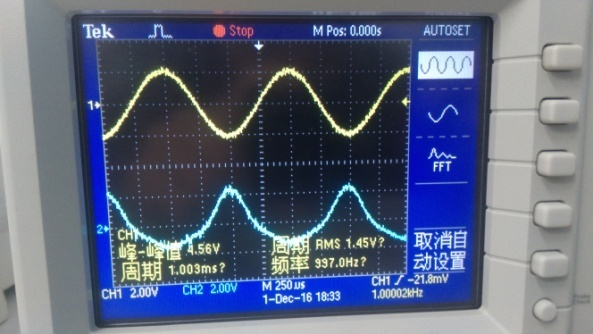 Tek Stop M Pos: 0.000s AUTOSET
1
FFT
2
CH1
峰-峰值 4.56V 周期 RMS 1.45V?
周期 1.003ms? 频率 997.0Hz?
取消自
动设置
CH1 2.00V CH2 2.00V M 250µs CH1 -21.8mV
1-Dec-16 18:33 1.00002kHz